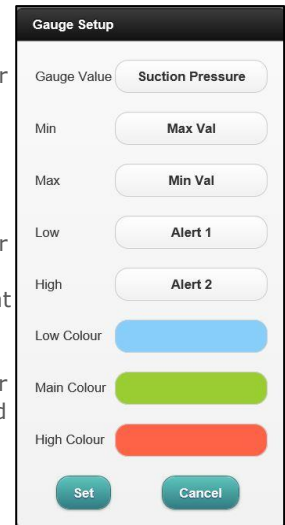 Gauge Setup
Gauge Value Suction Pressure
Min Max Val
Max Min Val
Low Alert 1
High Alert 2
Low Colour
Main Colour
High Colour
Set Cancel